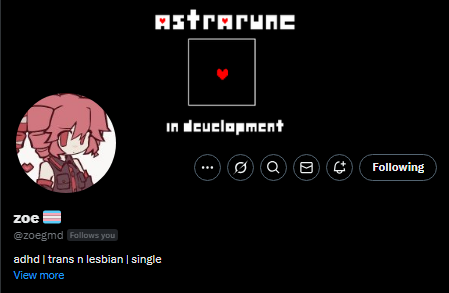 astrarune
in development
Following
zoe
@zoegmd Follows you
adhd | trans n lesbian | single
View more